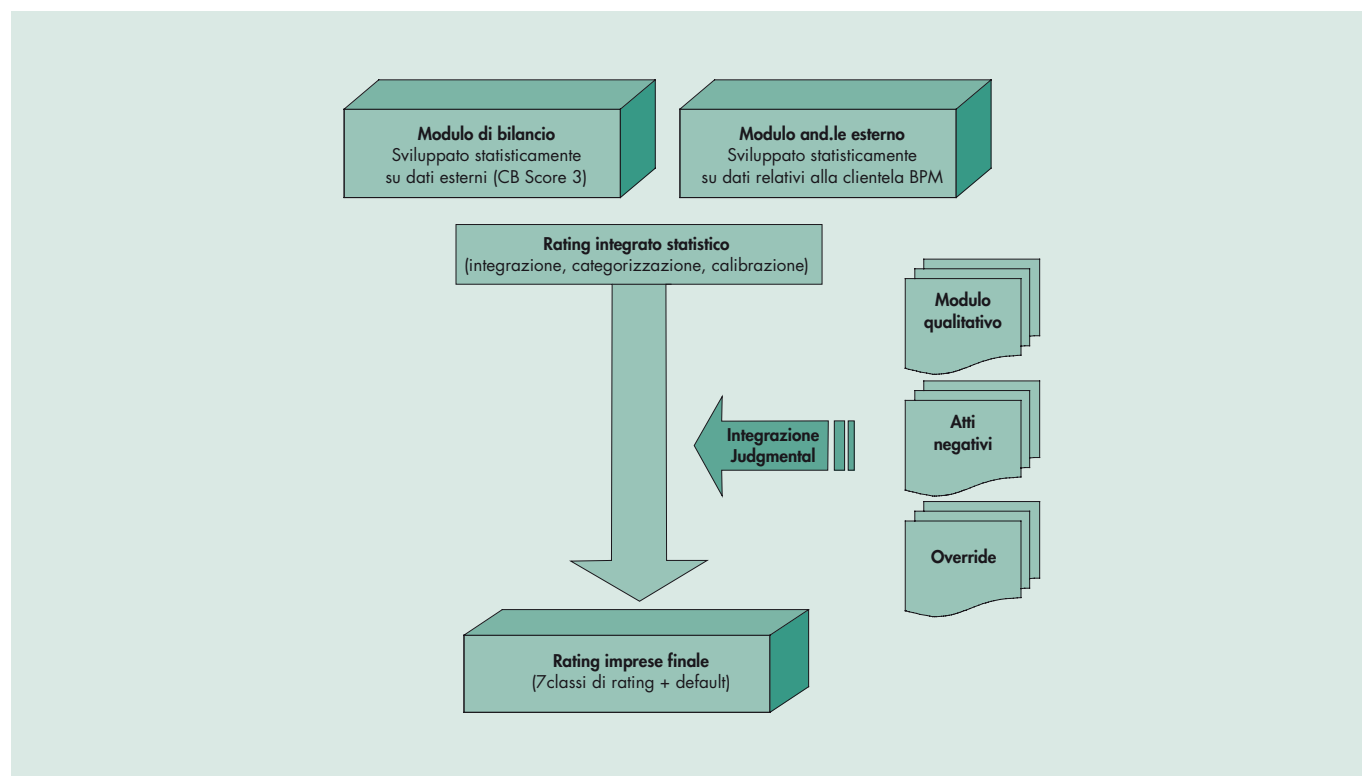 Modulo di bilancio
Sviluppato statisticamente
su dati esterni (CB Score 3)
Modulo and.le esterno
Sviluppato statisticamente
su dati relativi alla clientela BPM
Rating integrato statistico
(integrazione, categorizzazione, calibrazione)
Modulo
qualitativo
Atti
negativi
Integrazione
Judgmental
Override
Rating imprese finale
(7classi di rating + default)